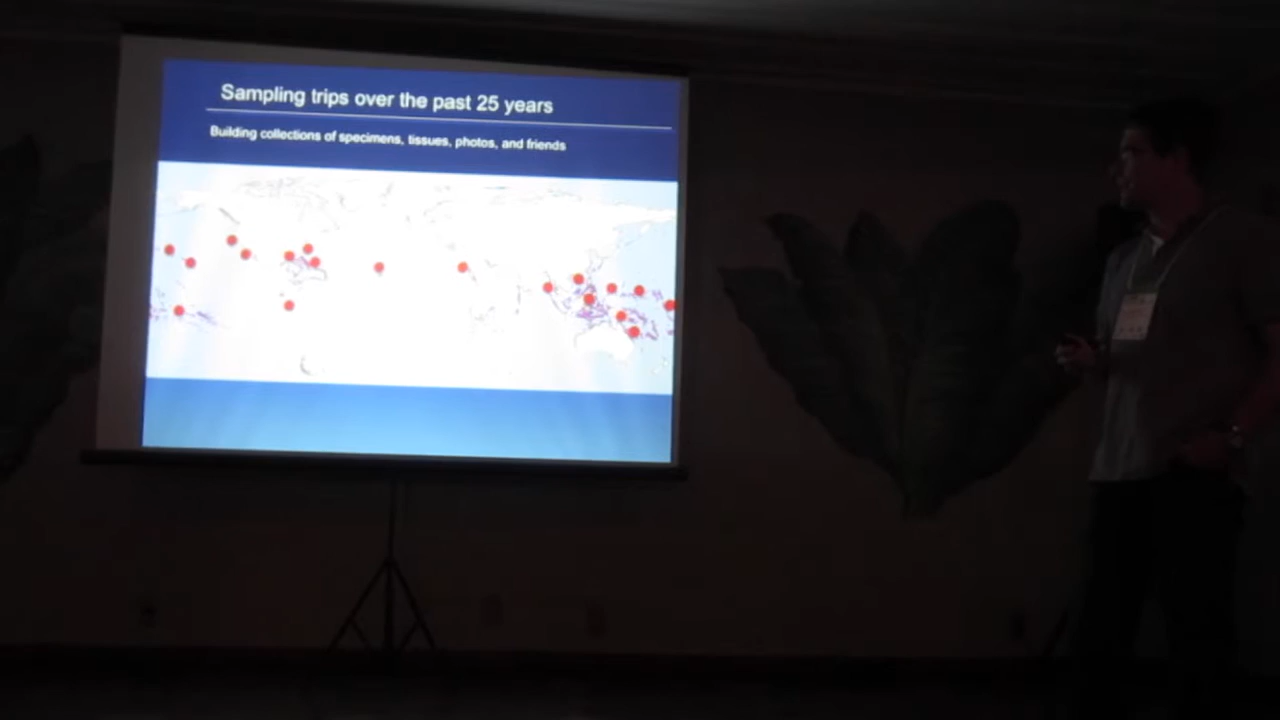 Sampling trips over the past 25 years
Building collections of specimens, tissues, photos, and friends